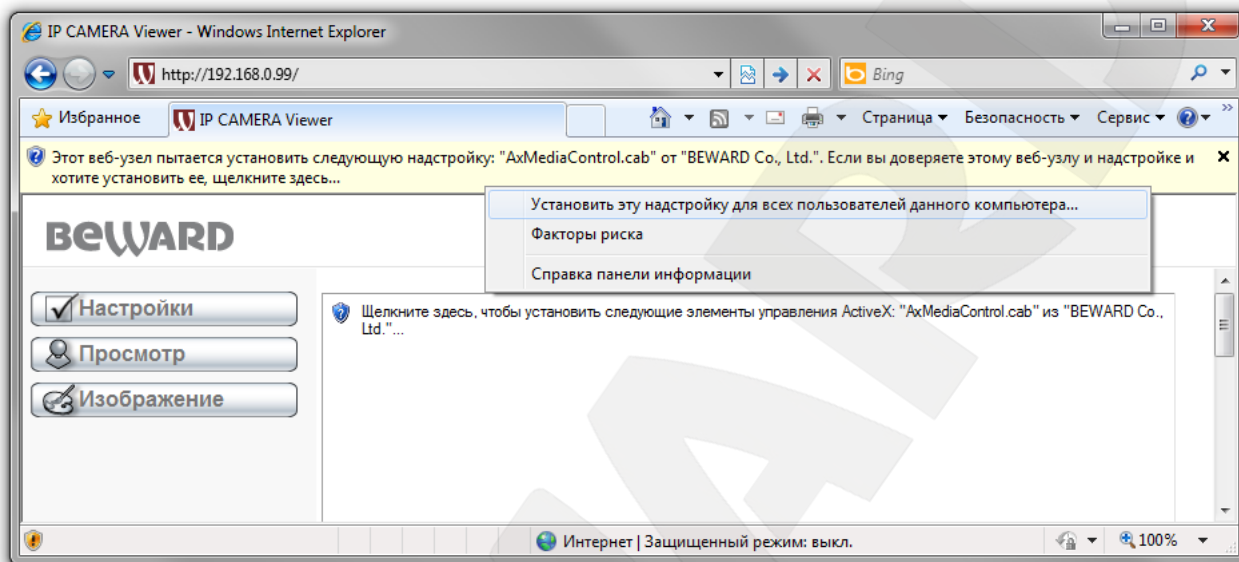 IP CAMERA Viewer - Windows Internet Explorer
http://192.168.0.99/
Bing
Избранное
IP CAMERA Viewer
Страница
Безопасность
Сервис
Этот веб-узел пытается установить следующую надстройку: "AxMediaControl.cab" от "BEWARD Co., Ltd.". Если вы доверяете этому веб-узлу и надстройке и
хотите установить ее, щелкните здесь...
Установить эту надстройку для всех пользователей данного компьютера...
Факторы риска
Справка панели информации
BEWARD
Настройки
Просмотр
Изображение
Щелкните здесь, чтобы установить следующие элементы управления ActiveX: "AxMediaControl.cab" из "BEWARD Co.,
Ltd."...
Интернет | Защищенный режим: выкл.
100%